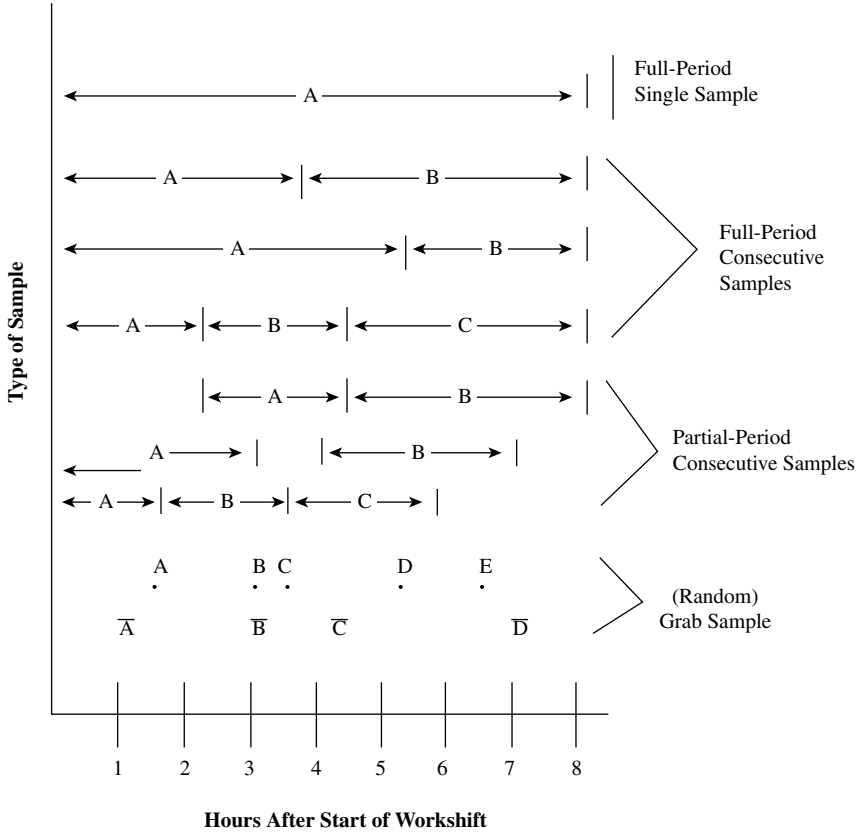 A
Full-Period
Single Sample
A B
A B
A B C
Full-Period
Consecutive
Samples
A B
A B
A B C
Partial-Period
Consecutive Samples
A B C D E
A̅ B̅ C̅ D̅
(Random)
Grab Sample
Type of Sample
1 2 3 4 5 6 7 8
Hours After Start of Workshift